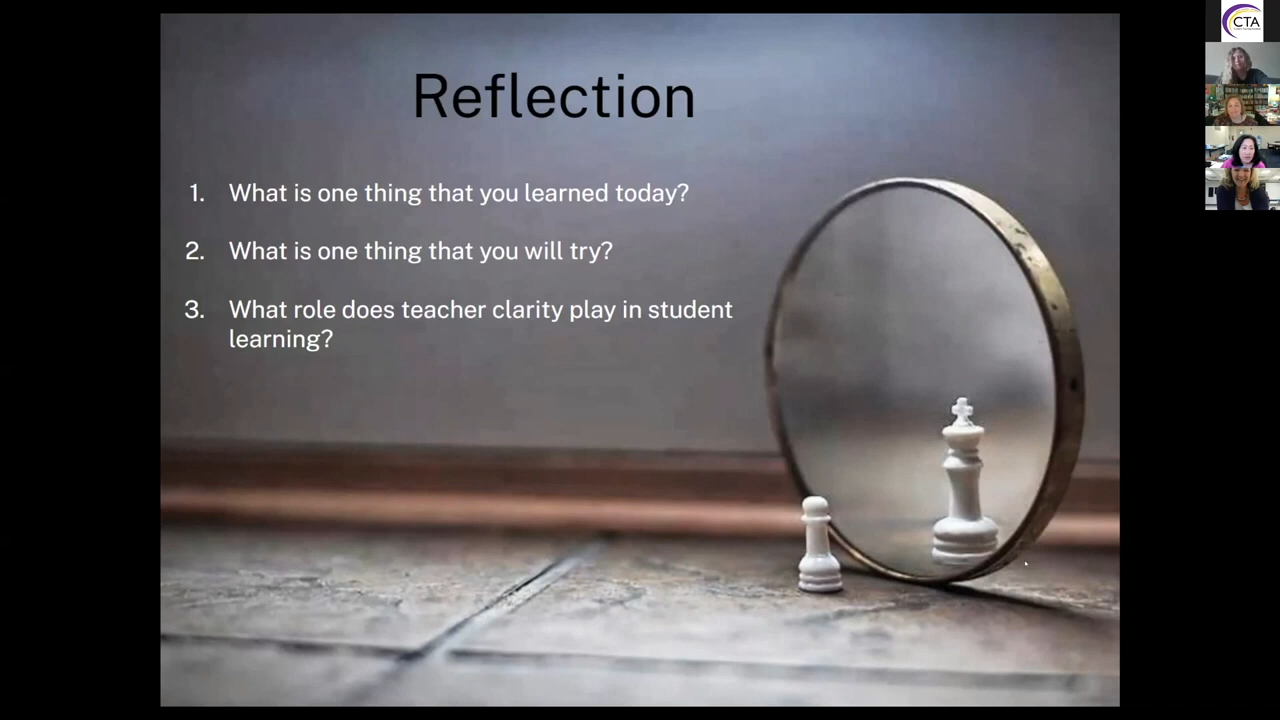 Reflection
1. What is one thing that you learned today?
2. What is one thing that you will try?
3. What role does teacher clarity play in student
learning?
CTA